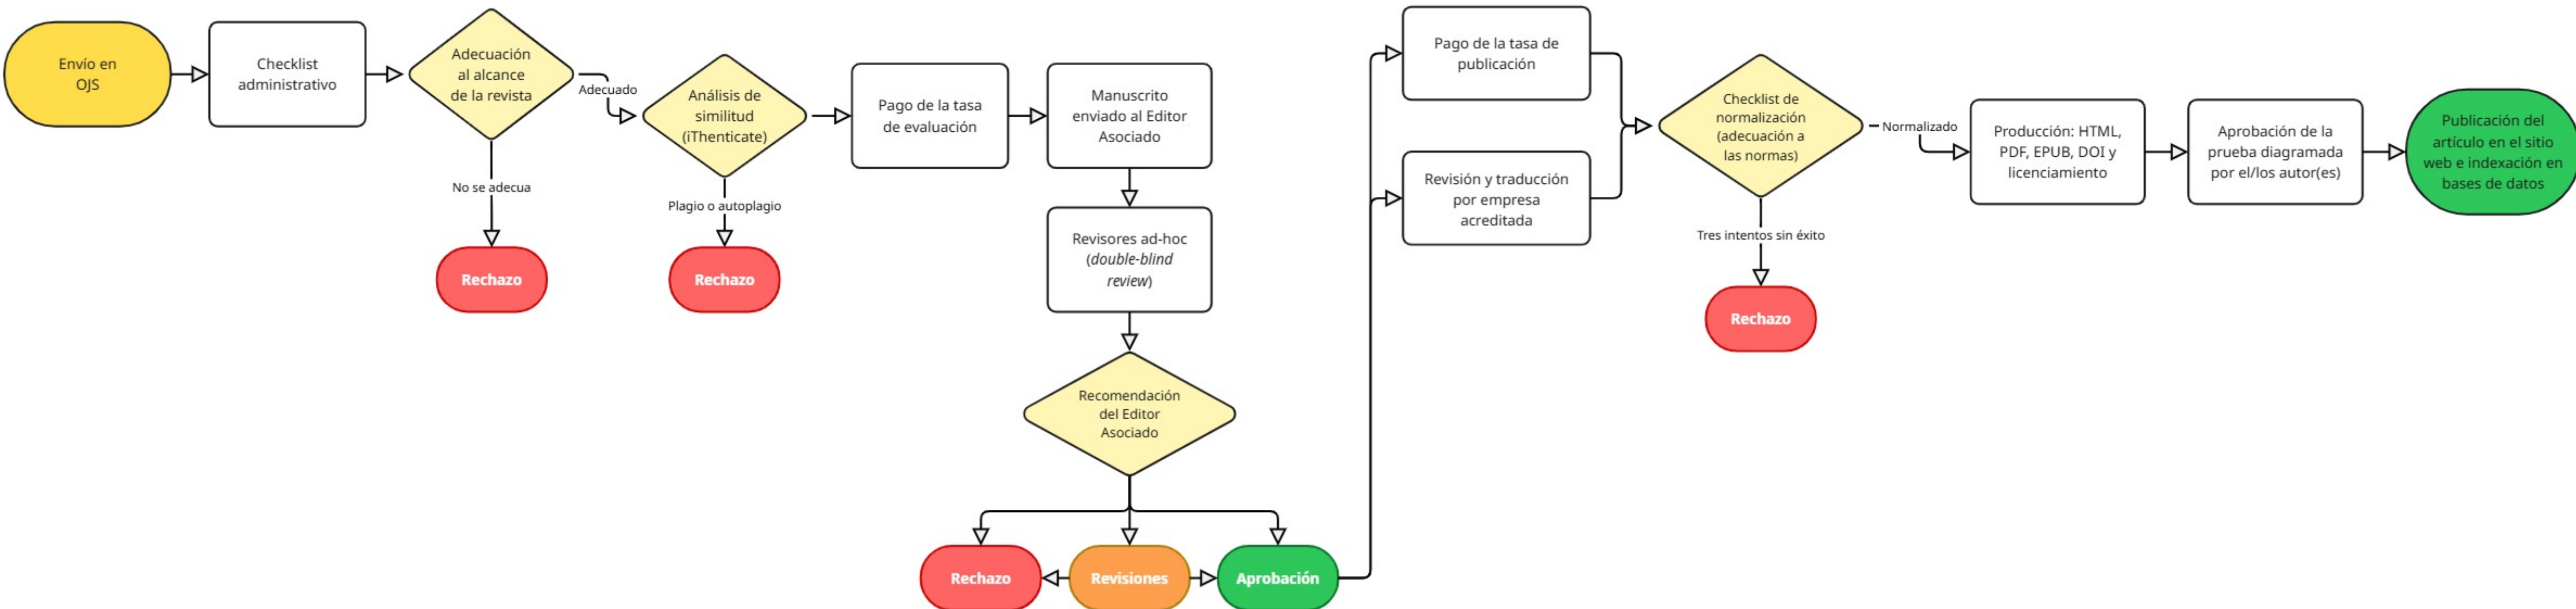 Envío en
OJS
Checklist
administrativo
Adecuación
al alcance
de la revista
Adecuado
No se adecua
Rechazo
Análisis de
similitud
(iThenticate)
Plagio o autoplagio
Rechazo
Pago de la tasa
de evaluación
Manuscrito
enviado al Editor
Asociado
Revisores ad-hoc
(double-blind
review)
Recomendación
del Editor
Asociado
Rechazo
Revisiones
Aprobación
Pago de la tasa de
publicación
Revisión y traducción
por empresa
acreditada
Checklist de
normalización
(adecuación a
las normas)
Normalizado
Tres intentos sin éxito
Rechazo
Producción: HTML,
PDF, EPUB, DOI y
licenciamiento
Aprobación de la
prueba diagramada
por el/los autor(es)
Publicación del
artículo en el sitio
web e indexación en
bases de datos